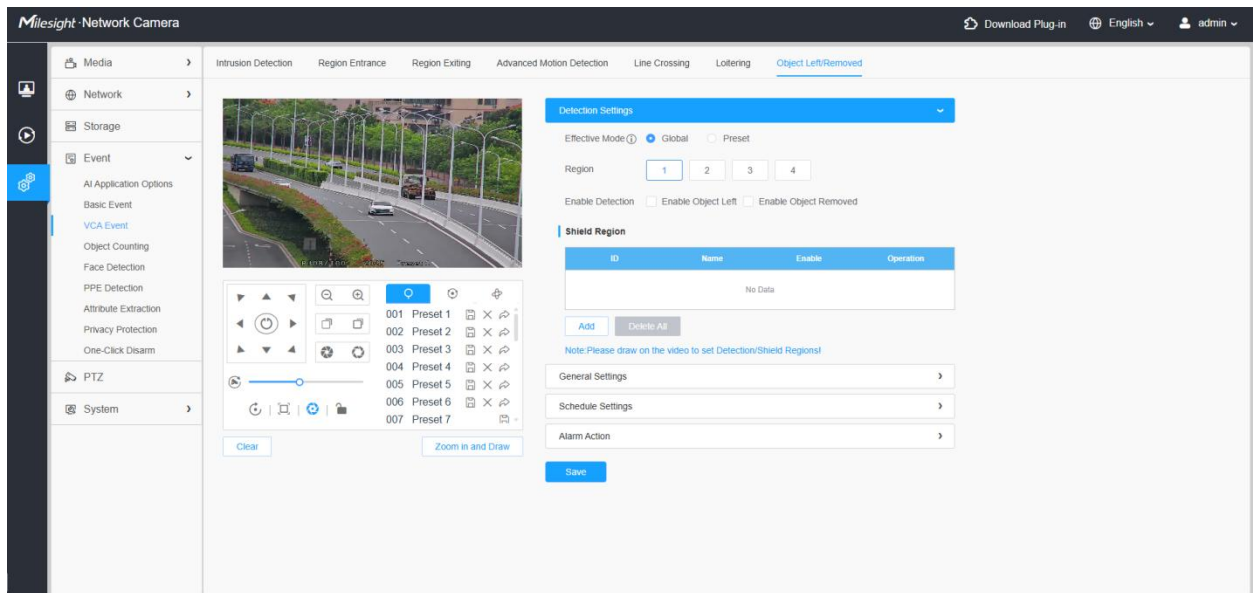 Milesight · Network Camera
Download Plug-in
English
admin
Media
Network
Storage
Event
AI Application Options
Basic Event
VCA Event
Object Counting
Face Detection
PPE Detection
Attribute Extraction
Privacy Protection
One-Click Disarm
PTZ
System
Intrusion Detection Region Entrance Region Exiting Advanced Motion Detection Line Crossing Loitering Object Left/Removed
001 Preset 1
002 Preset 2
003 Preset 3
004 Preset 4
005 Preset 5
006 Preset 6
007 Preset 7
Clear Zoom in and Draw
Detection Settings
Effective Mode Global Preset
Region 1 2 3 4
Enable Detection Enable Object Left Enable Object Removed
Shield Region
ID Name Enable Operation
No Data
Add Delete All
Note:Please draw on the video to set Detection/Shield Regions!
General Settings
Schedule Settings
Alarm Action
Save